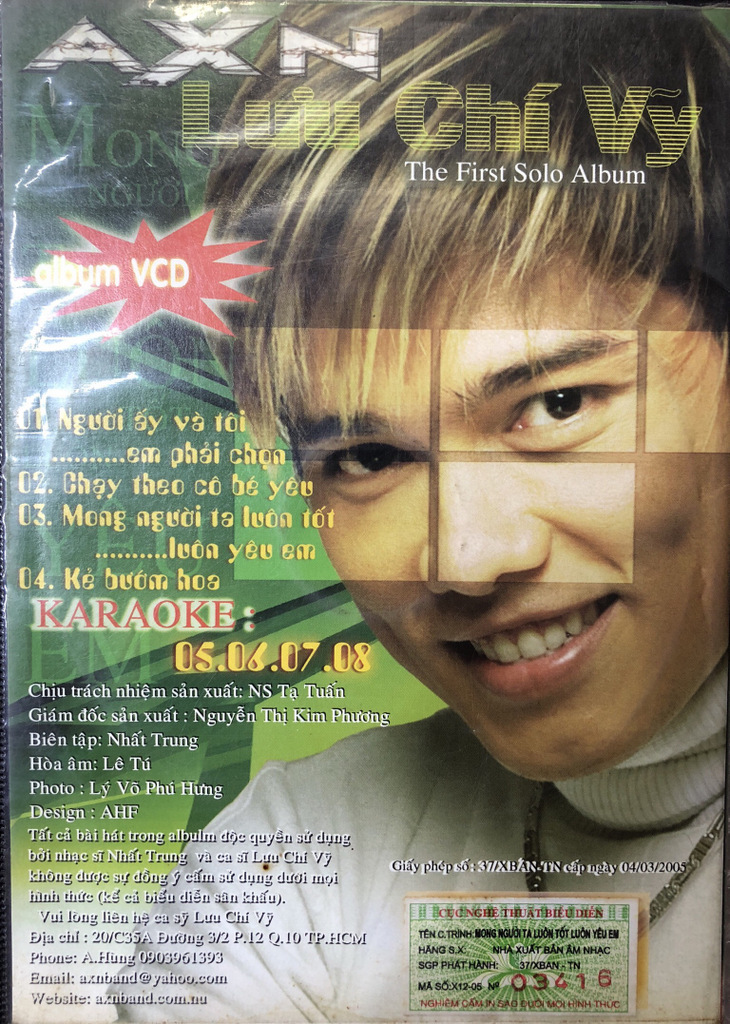 AXN
Lưu Chí Vỹ
The First Solo Album
MONG
NGƯỜI
album VCD
01. Người ấy và tôi
...........em phải chọn
02. Chạy theo cô bé yêu
03. Mong người ta luôn tốt
..........luôn yêu em
04. Kẻ bướm hoa
YÊU
EM
KARAOKE :
05.06.07.08
Chịu trách nhiệm sản xuất: NS Tạ Tuấn
Giám đốc sản xuất : Nguyễn Thị Kim Phương
Biên tập: Nhất Trung
Hòa âm: Lê Tú
Photo : Lý Võ Phú Hưng
Design : AHF
Tất cả bài hát trong albulm độc quyền sử dụng
bởi nhạc sĩ Nhất Trung và ca sĩ Lưu Chí Vỹ
không được sự đồng ý cấm sử dụng dưới mọi
hình thức (kể cả biểu diễn sân khấu).
Vui lòng liên hệ ca sỹ Lưu Chí Vỹ
Địa chỉ : 20/C35A Đường 3/2 P.12 Q.10 TP.HCM
Phone: A.Hùng 0903961393
Email: axnband@yahoo.com
Website: axnband.com.nu
Giấy phép số : 37/XBAN-TN cấp ngày 04/03/2005
CỤC NGHỆ THUẬT BIỂU DIỄN
TÊN C.TRÌNH: MONG NGƯỜI TA LUÔN TỐT LUÔN YÊU EM
HÃNG S.X: NHÀ XUẤT BẢN ÂM NHẠC
SGP PHÁT HÀNH: 37/XBAN - TN
MÃ SỐ:X12-05 Nº 03416
NGHIÊM CẤM IN SAO DƯỚI MỌI HÌNH THỨC